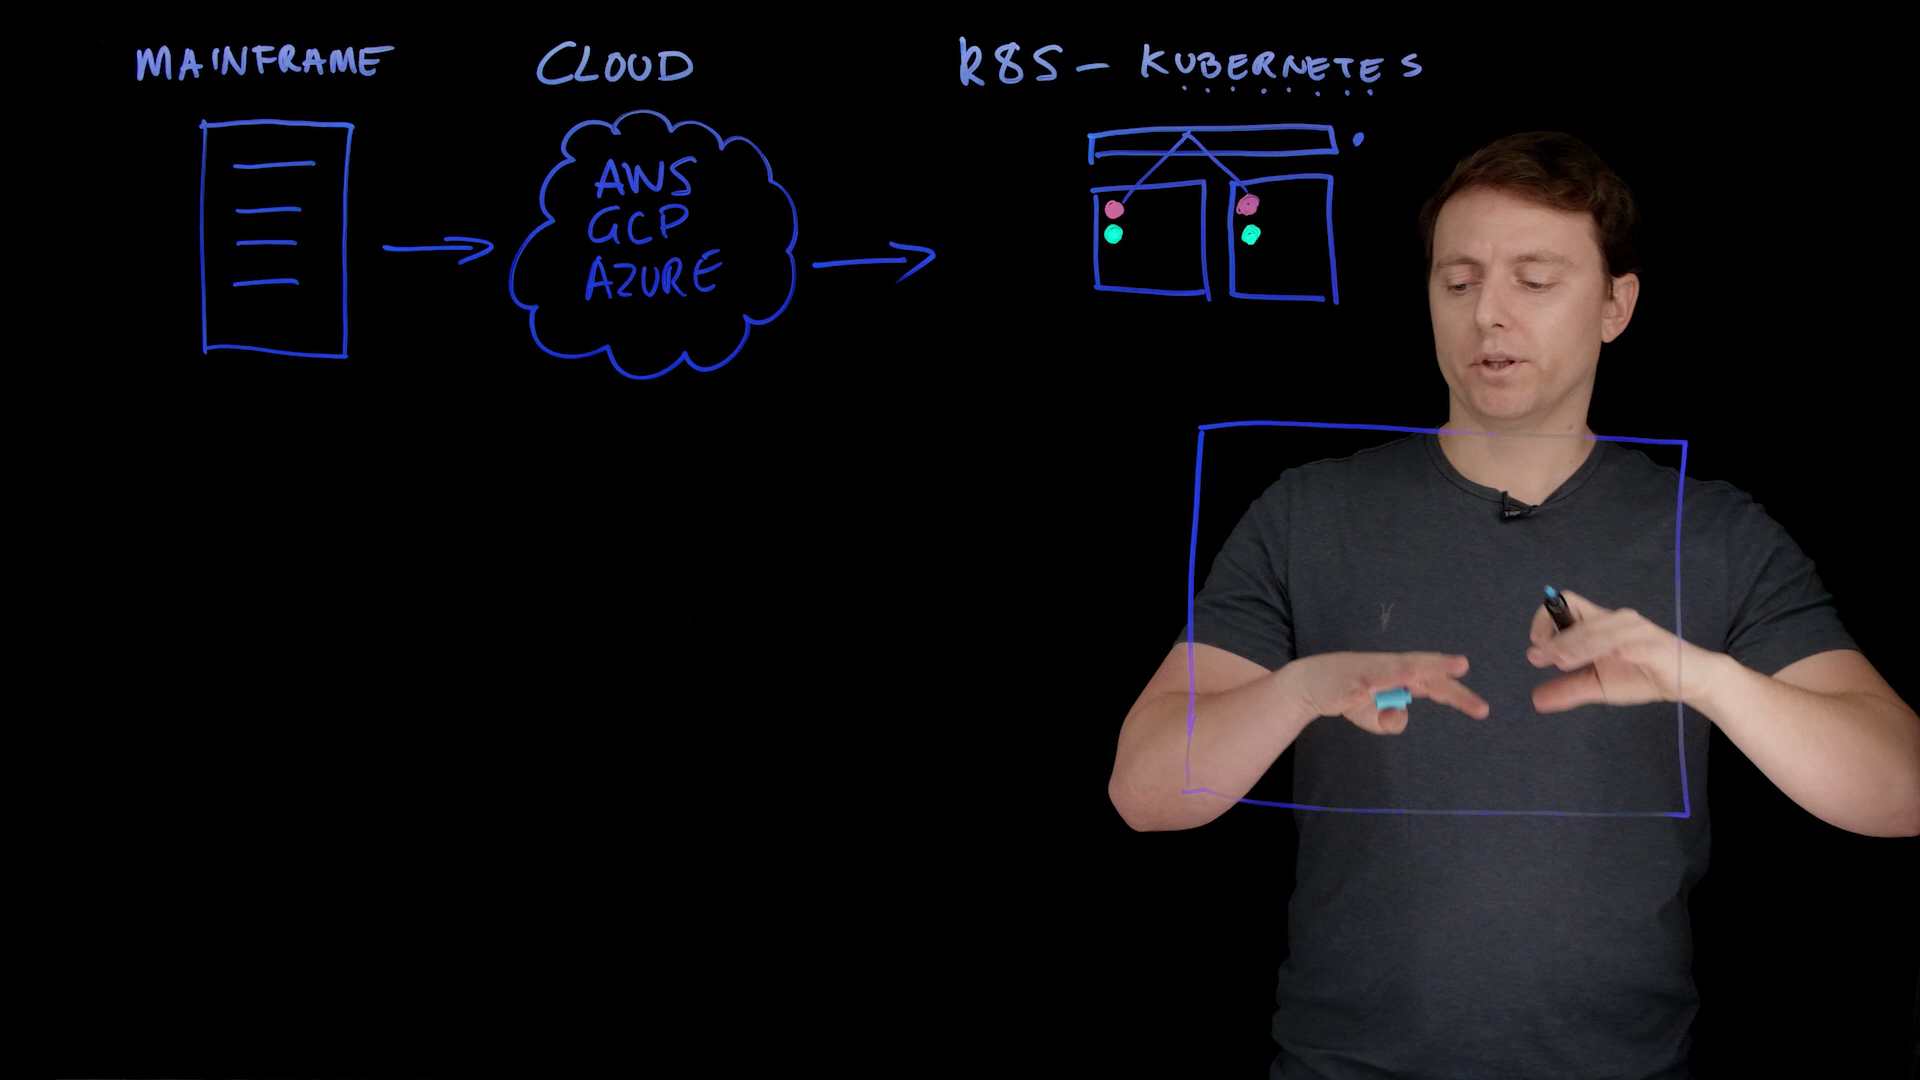 MAINFRAME
CLOUD
K8S - KUBERNETES
AWS
GCP
AZURE